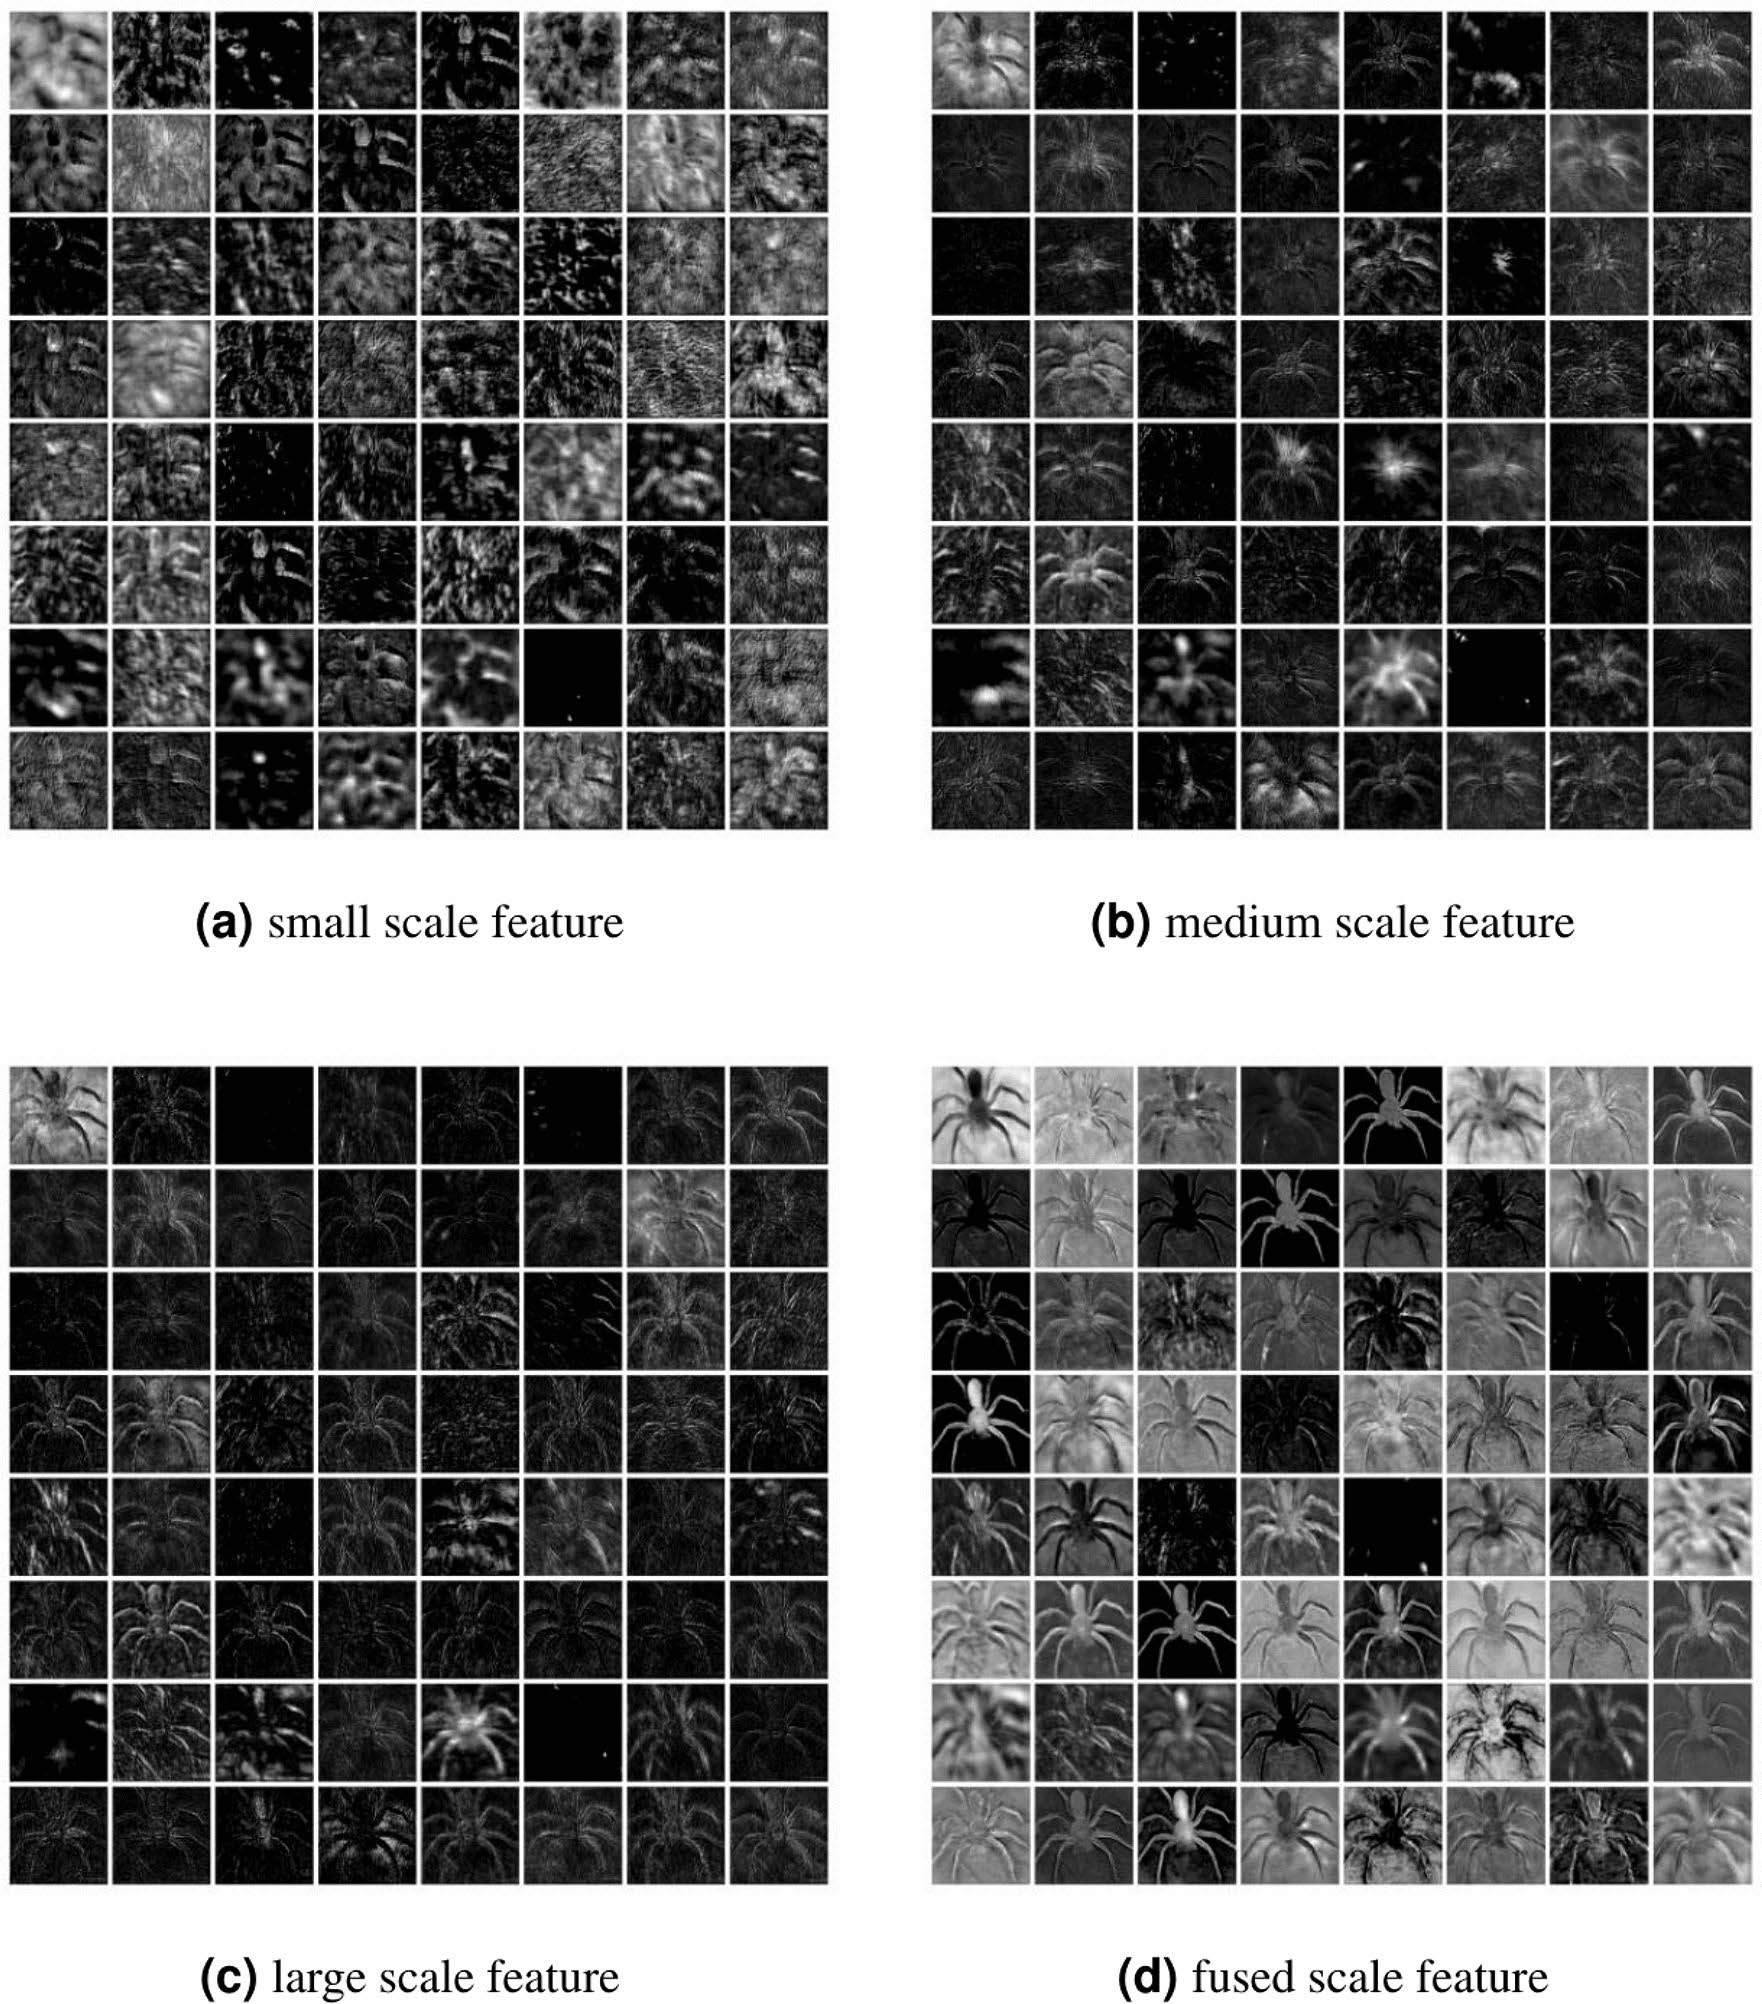 (a) small scale feature
(b) medium scale feature
(c) large scale feature
(d) fused scale feature